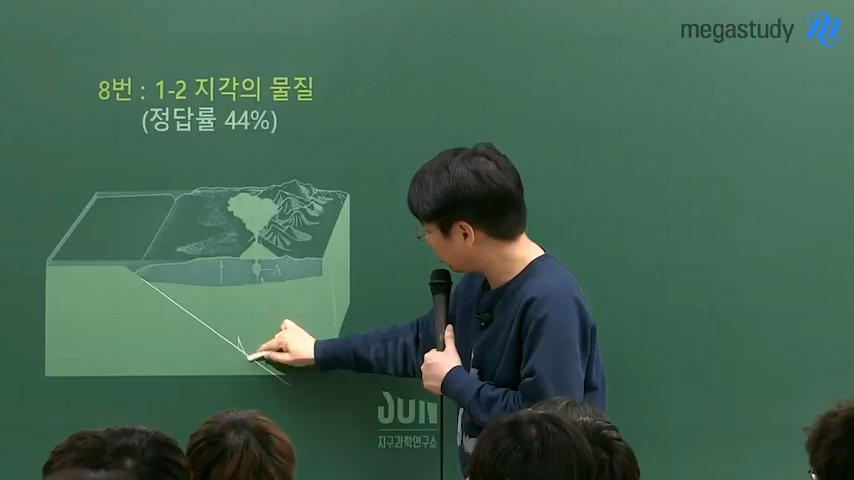 megastudy
8번 : 1-2 지각의 물질
(정답률 44%)
A
SUN
지구과학연구소